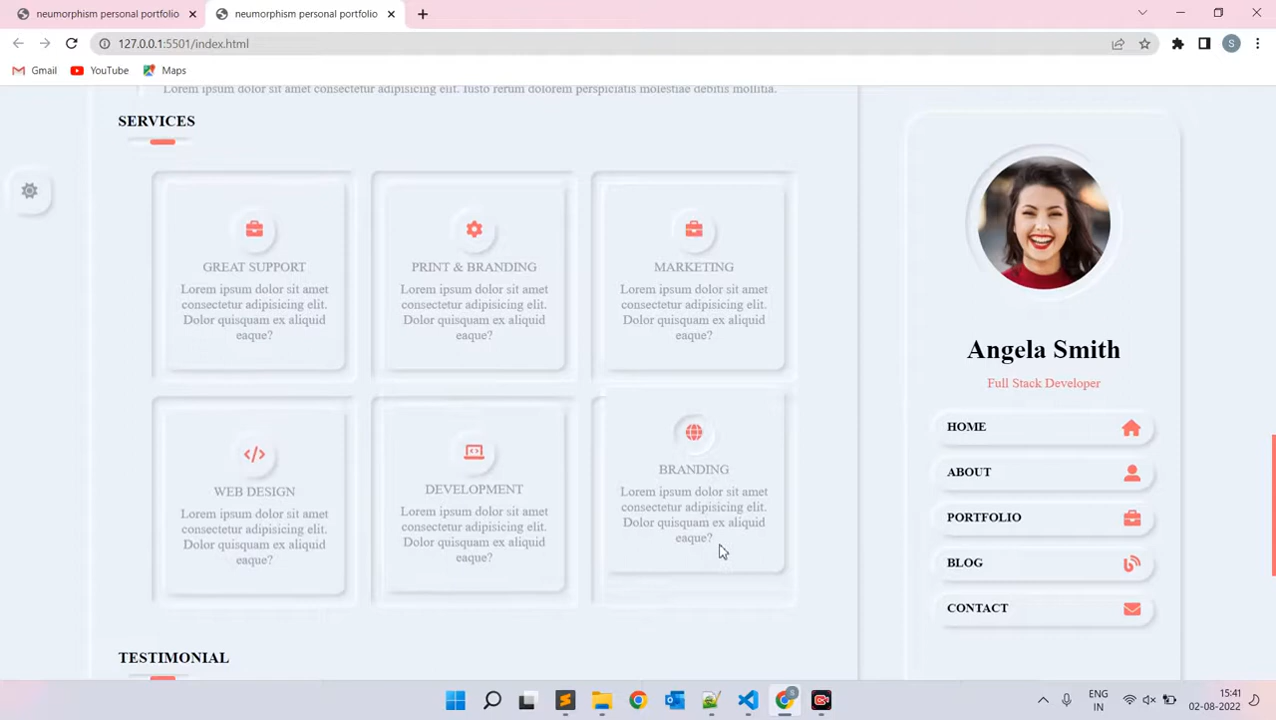 neumorphism personal portfolio
neumorphism personal portfolio
127.0.0.1:5501/index.html
S
Gmail
YouTube
Maps
Lorem ipsum dolor sit amet consectetur adipisicing elit. Iusto rerum dolorem perspiciatis molestiae debitis mollitia.
SERVICES
GREAT SUPPORT
Lorem ipsum dolor sit amet
consectetur adipisicing elit.
Dolor quisquam ex aliquid
eaque?
PRINT & BRANDING
Lorem ipsum dolor sit amet
consectetur adipisicing elit.
Dolor quisquam ex aliquid
eaque?
MARKETING
Lorem ipsum dolor sit amet
consectetur adipisicing elit.
Dolor quisquam ex aliquid
eaque?
WEB DESIGN
Lorem ipsum dolor sit amet
consectetur adipisicing elit.
Dolor quisquam ex aliquid
eaque?
DEVELOPMENT
Lorem ipsum dolor sit amet
consectetur adipisicing elit.
Dolor quisquam ex aliquid
eaque?
BRANDING
Lorem ipsum dolor sit amet
consectetur adipisicing elit.
Dolor quisquam ex aliquid
eaque?
TESTIMONIAL
Angela Smith
Full Stack Developer
HOME
ABOUT
PORTFOLIO
BLOG
CONTACT
ENG
IN
15:41
02-08-2022